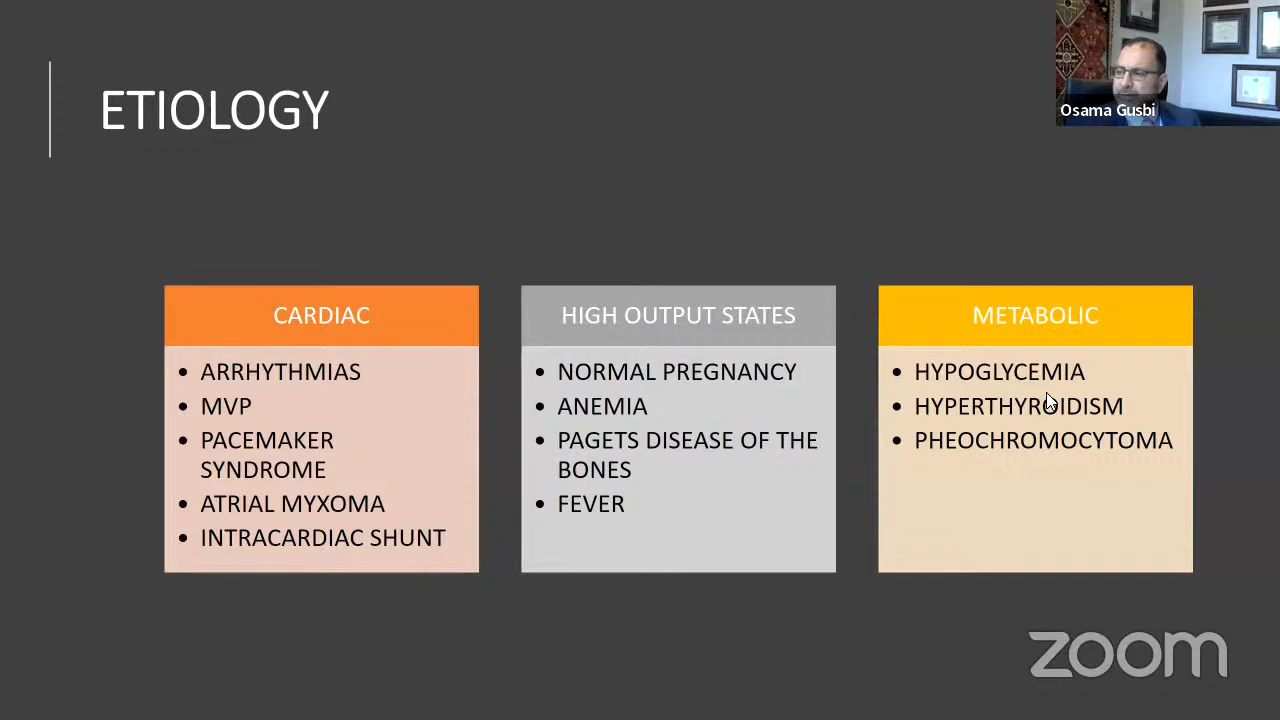 ETIOLOGY
Osama Gusbi
CARDIAC
• ARRHYTHMIAS
• MVP
• PACEMAKER
SYNDROME
• ATRIAL MYXOMA
• INTRACARDIAC SHUNT
HIGH OUTPUT STATES
• NORMAL PREGNANCY
• ANEMIA
• PAGETS DISEASE OF THE
BONES
• FEVER
METABOLIC
• HYPOGLYCEMIA
• HYPERTHYROIDISM
• PHEOCHROMOCYTOMA
zoom